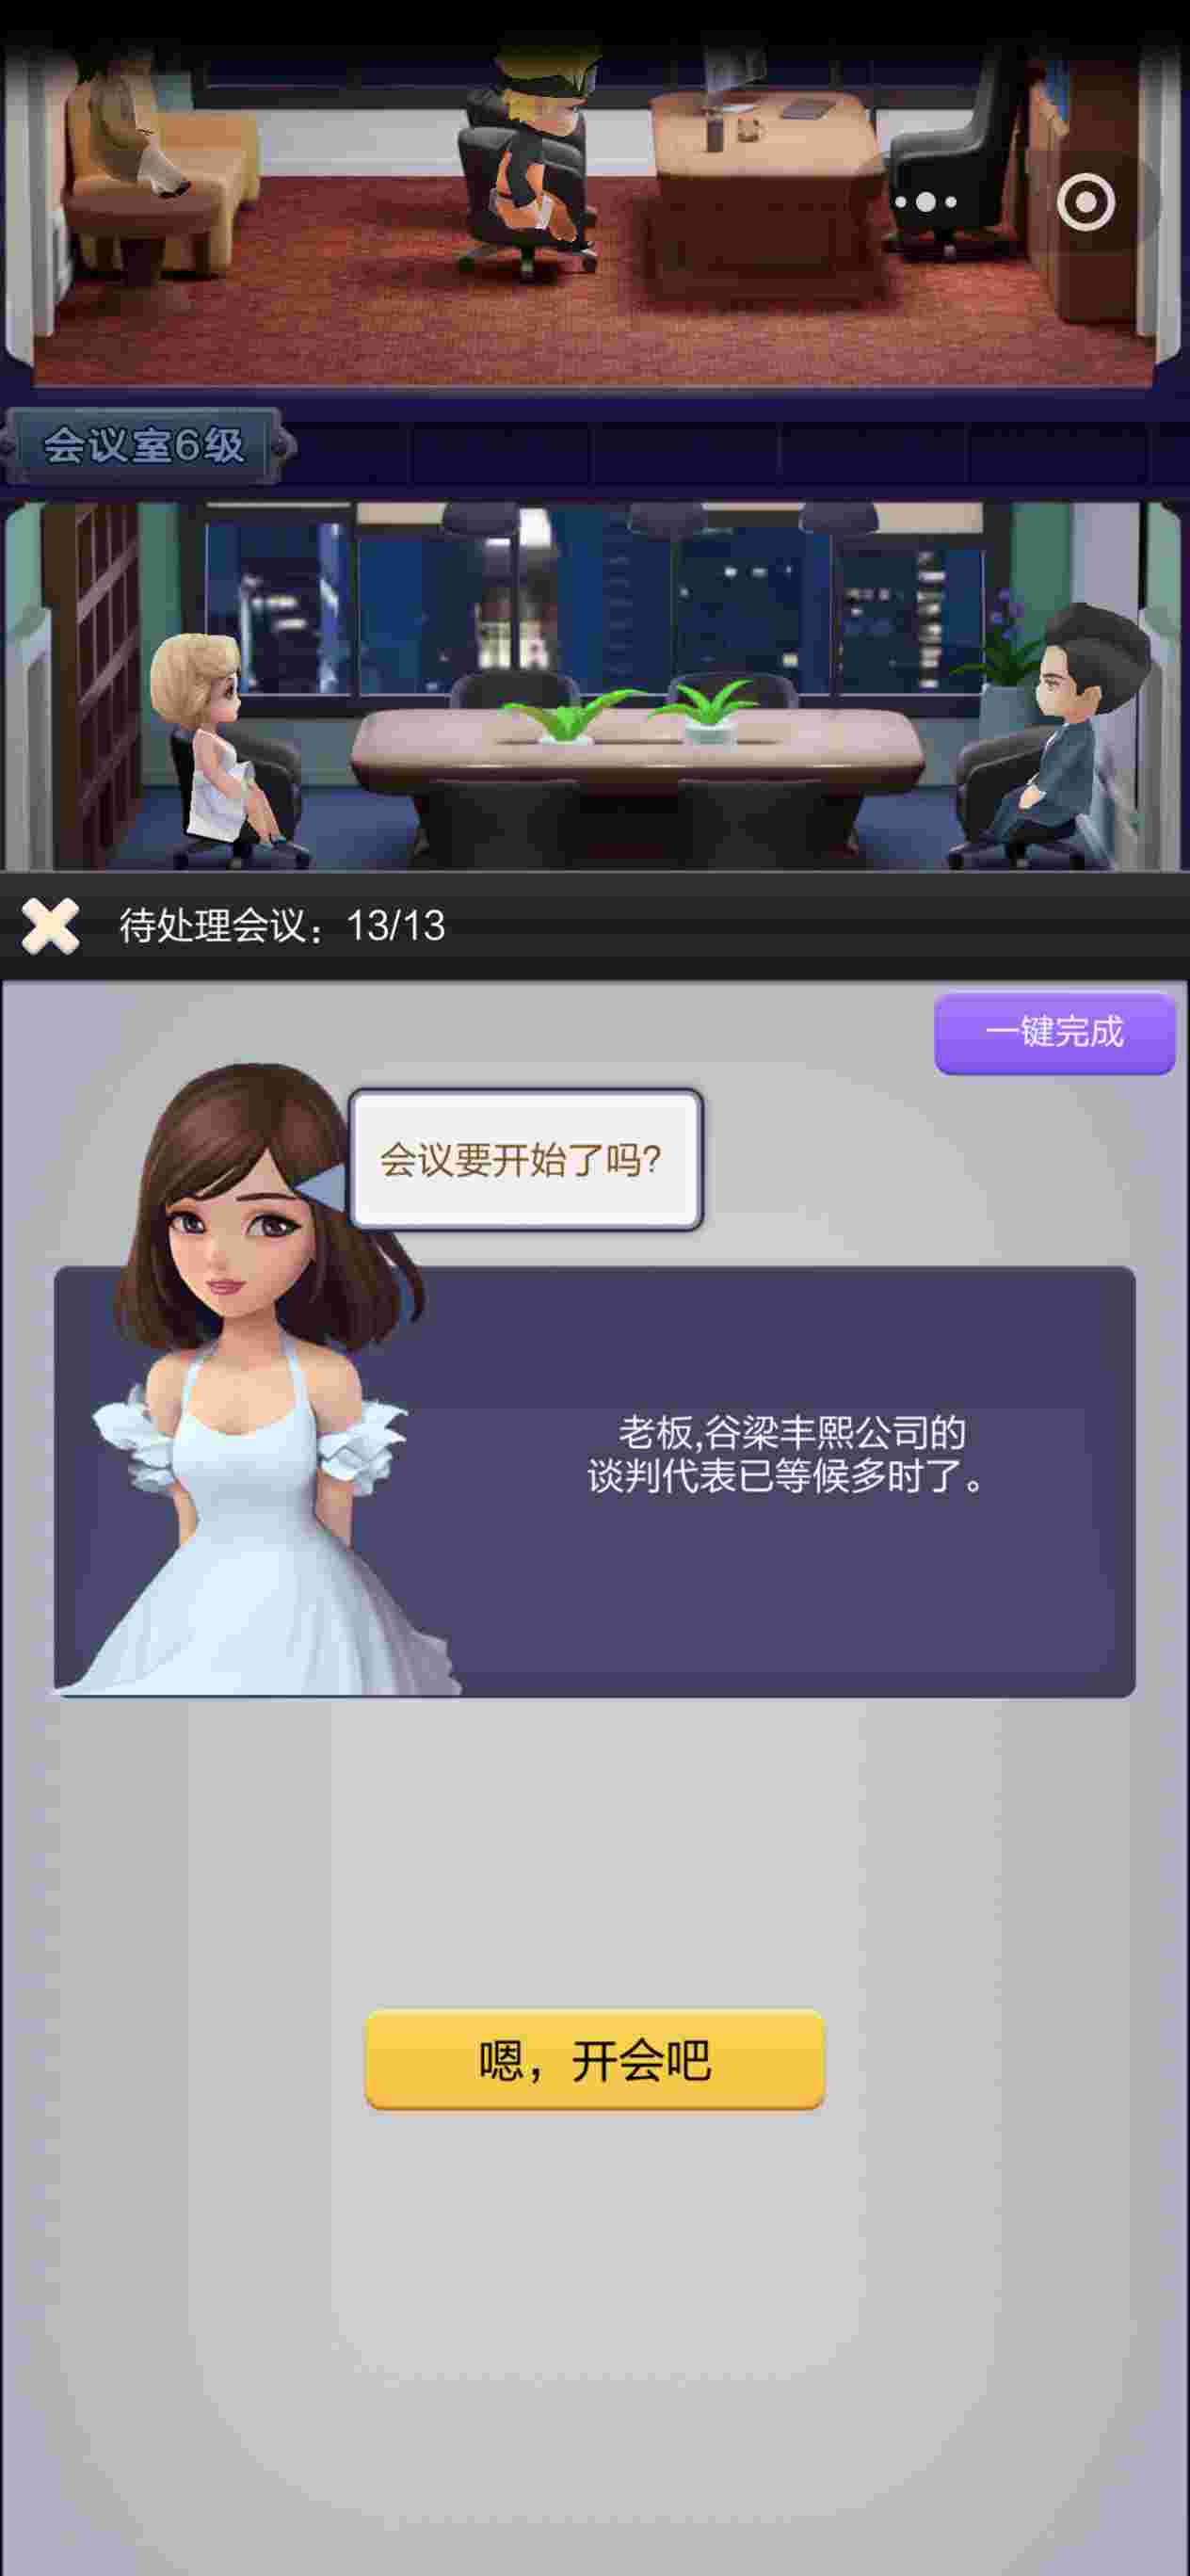 会议室6级
待处理会议：13/13
一键完成
会议要开始了吗?
老板,谷梁丰熙公司的
谈判代表已等候多时了。
嗯，开会吧